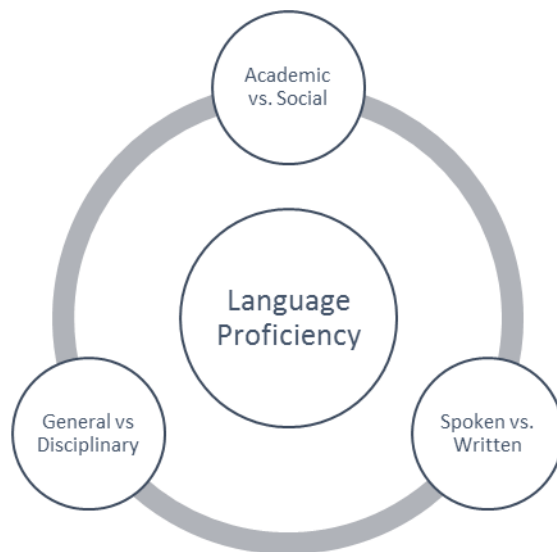 Academic
vs. Social
Language
Proficiency
General vs
Disciplinary
Spoken vs.
Written